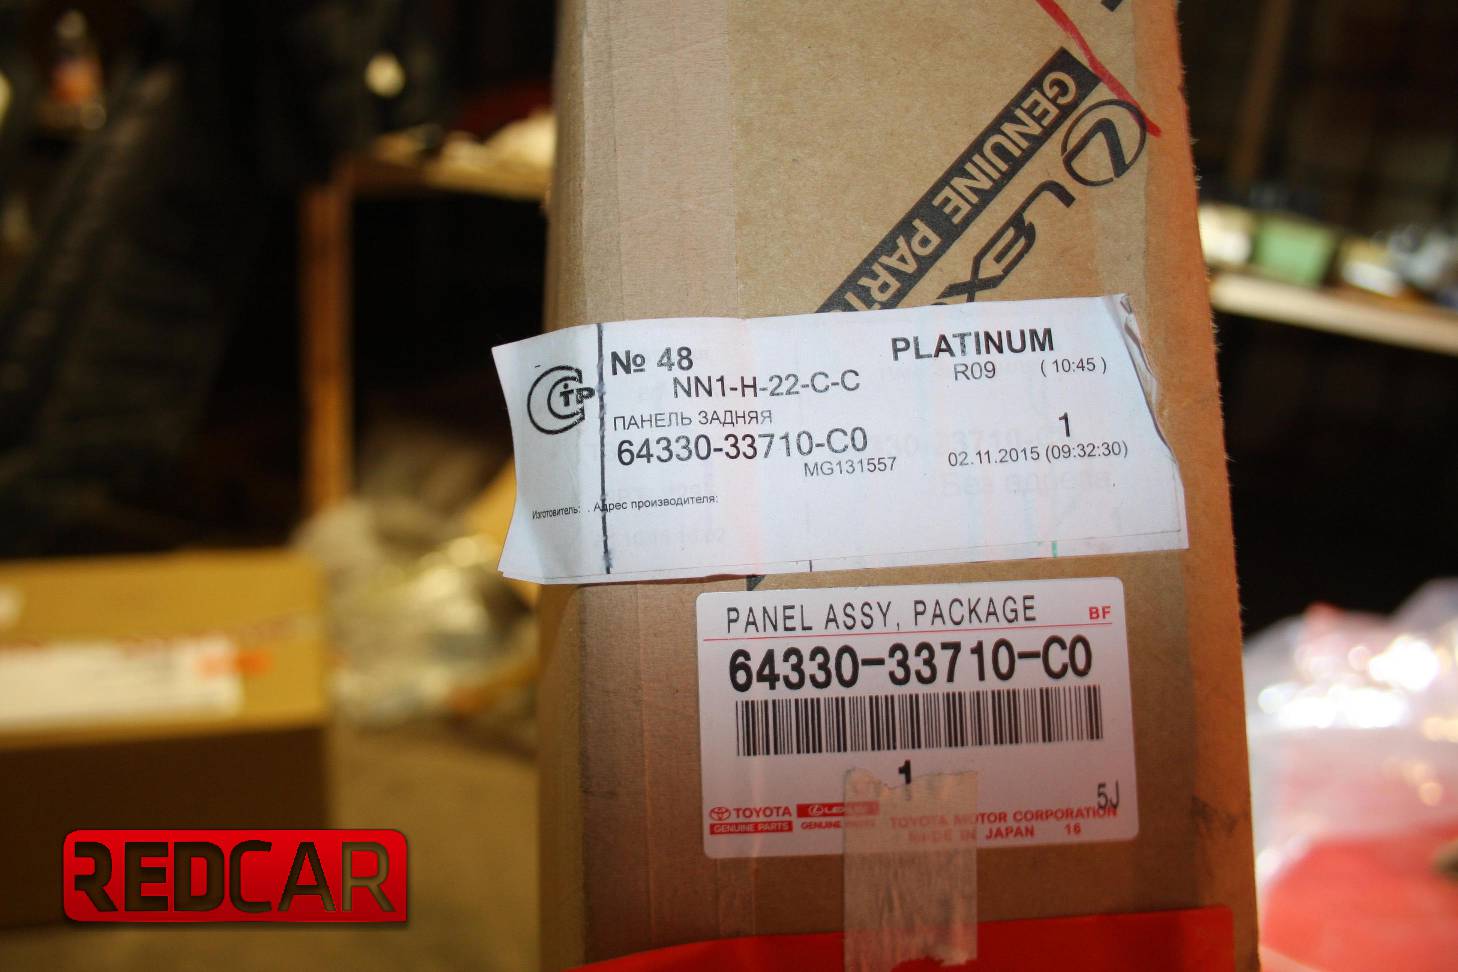 GENUINE PARTS
LEXUS
№ 48
PLATINUM
NN1-H-22-C-C
R09 (10:45)
ПАНЕЛЬ ЗАДНЯЯ
64330-33710-C0
1
MG131557
02.11.2015 (09:32:30)
Изготовитель: . Адрес производителя:
PANEL ASSY, PACKAGE BF
64330-33710-C0
1
5J
TOYOTA LEXUS TOYOTA MOTOR CORPORATION
GENUINE PARTS GENUINE PARTS MADE IN JAPAN 16
REDCAR